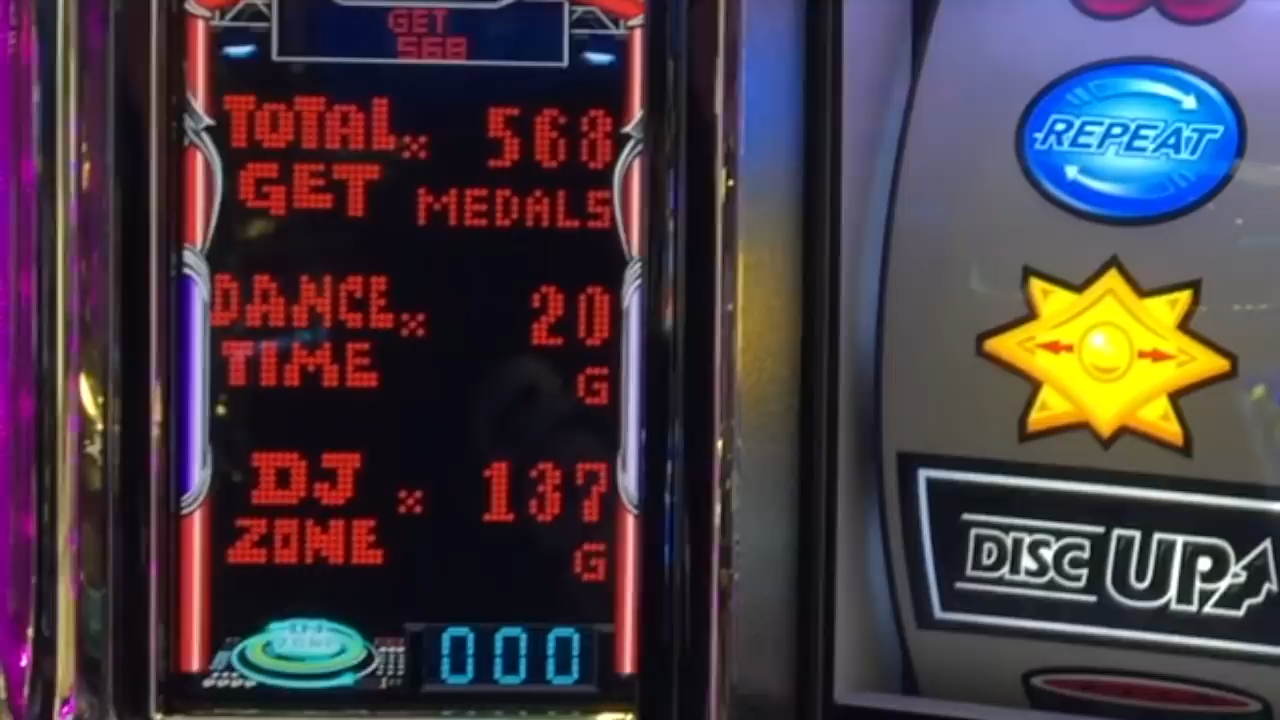 GET
568
TOTAL × 568
GET MEDALS
DANCE × 20
TIME G
DJ × 137
ZONE G
000
REPEAT
DISC UP